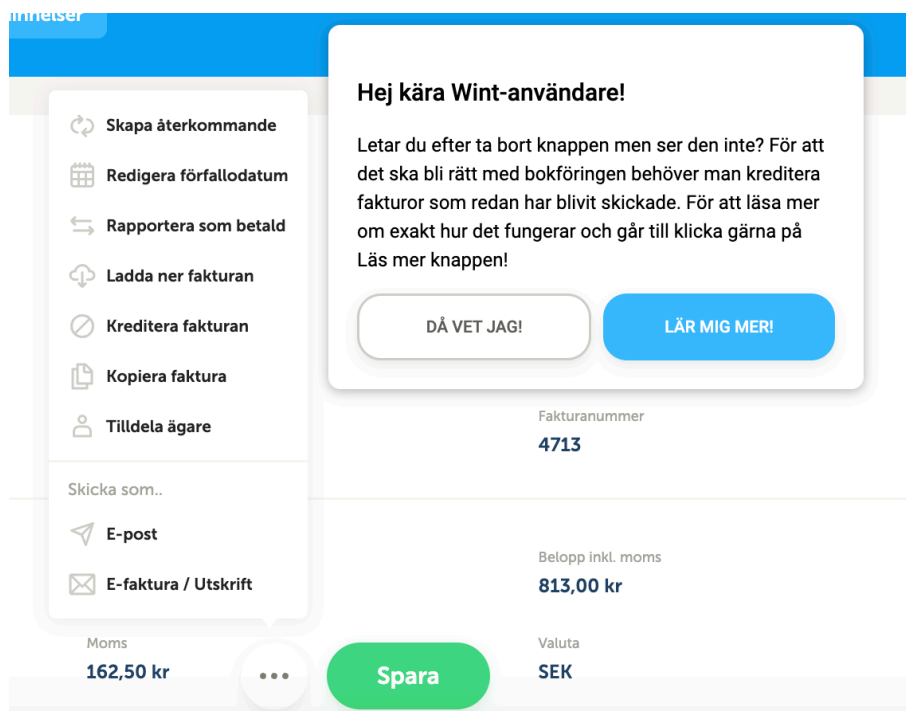 Hej kära Wint-användare!
Letar du efter ta bort knappen men ser den inte? För att
det ska bli rätt med bokföringen behöver man kreditera
fakturor som redan har blivit skickade. För att läsa mer
om exakt hur det fungerar och går till klicka gärna på
Läs mer knappen!
DÅ VET JAG!
LÄR MIG MER!
Skapa återkommande
Redigera förfallodatum
Rapportera som betald
Ladda ner fakturan
Kreditera fakturan
Kopiera faktura
Tilldela ägare
Skicka som..
E-post
E-faktura / Utskrift
Fakturanummer
4713
Belopp inkl. moms
813,00 kr
Moms
162,50 kr
Spara
Valuta
SEK